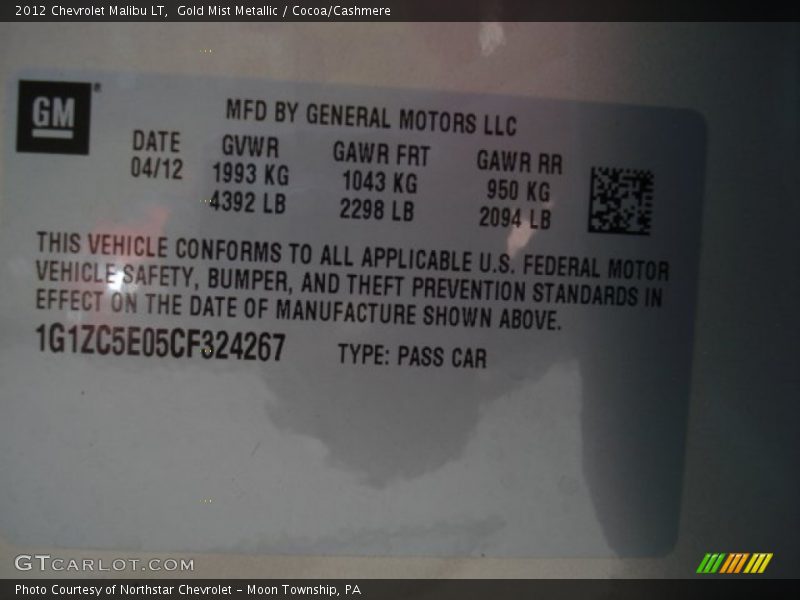 2012 Chevrolet Malibu LT,  Gold Mist Metallic / Cocoa/Cashmere
GM®
MFD BY GENERAL MOTORS LLC
DATE GVWR GAWR FRT GAWR RR
04/12 1993 KG 1043 KG 950 KG
4392 LB 2298 LB 2094 LB
THIS VEHICLE CONFORMS TO ALL APPLICABLE U.S. FEDERAL MOTOR
VEHICLE SAFETY, BUMPER, AND THEFT PREVENTION STANDARDS IN
EFFECT ON THE DATE OF MANUFACTURE SHOWN ABOVE.
1G1ZC5E05CF324267 TYPE: PASS CAR
GTCARLOT.COM
Photo Courtesy of Northstar Chevrolet - Moon Township, PA